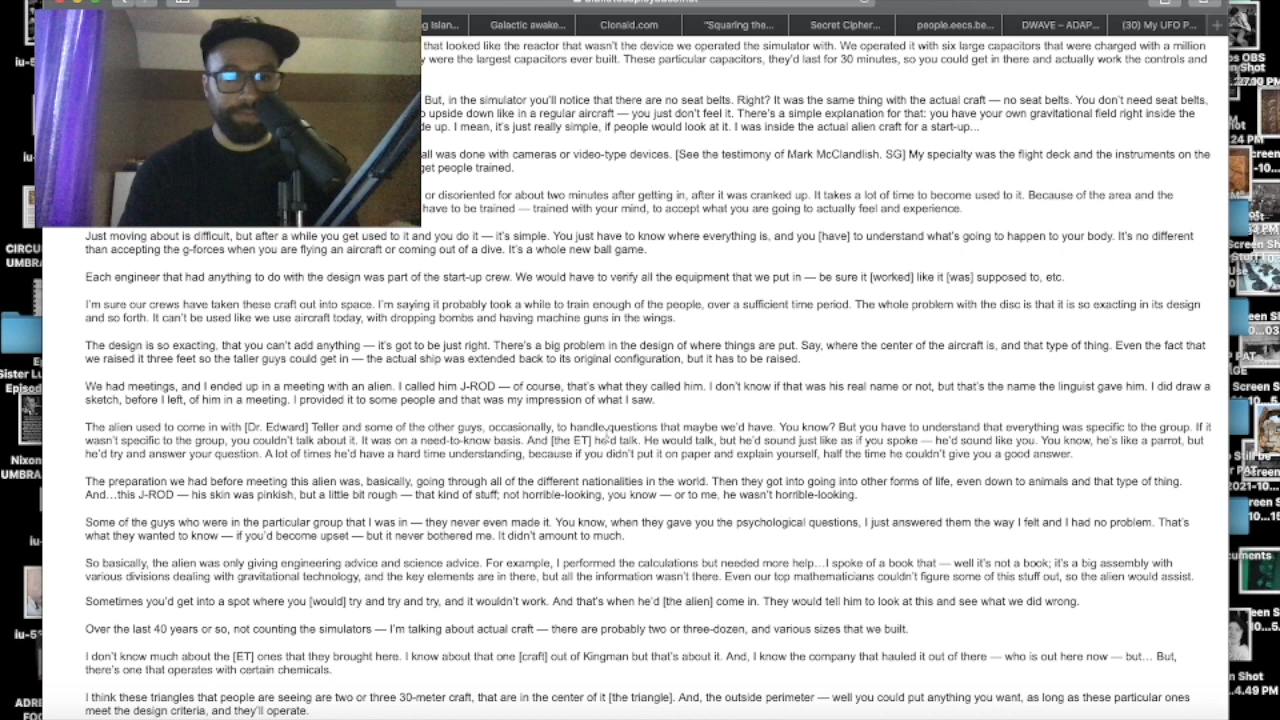 ng Islan...
Galactic awake...
Clonald.com
"Squaring the...
Secret Cipher...
people.eecs.be...
DWAVE – ADAP...
(30) My UFO P...
that looked like the reactor that wasn't the device we operated the simulator with. We operated it with six large capacitors that were charged with a million
y were the largest capacitors ever built. These particular capacitors, they'd last for 30 minutes, so you could get in there and actually work the controls and
But, in the simulator you'll notice that there are no seat belts. Right? It was the same thing with the actual craft — no seat belts. You don't need seat belts,
upside down like in a regular aircraft — you just don't feel it. There's a simple explanation for that: you have your own gravitational field right inside the
de up. I mean, it's just really simple, if people would look at it. I was inside the actual alien craft for a start-up...
all was done with cameras or video-type devices. [See the testimony of Mark McClandlish. SG] My specialty was the flight deck and the instruments on the
get people trained.
or disoriented for about two minutes after getting in, after it was cranked up. It takes a lot of time to become used to it. Because of the area and the
have to be trained — trained with your mind, to accept what you are going to actually feel and experience.
Just moving about is difficult, but after a while you get used to it and you do it — it's simple. You just have to know where everything is, and you [have] to understand what's going to happen to your body. It's no different
than accepting the g-forces when you are flying an aircraft or coming out of a dive. It's a whole new ball game.
Each engineer that had anything to do with the design was part of the start-up crew. We would have to verify all the equipment that we put in — be sure it [worked] like it [was] supposed to, etc.
I'm sure our crews have taken these craft out into space. I'm saying it probably took a while to train enough of the people, over a sufficient time period. The whole problem with the disc is that it is so exacting in its design
and so forth. It can't be used like we use aircraft today, with dropping bombs and having machine guns in the wings.
The design is so exacting, that you can't add anything — it's got to be just right. There's a big problem in the design of where things are put. Say, where the center of the aircraft is, and that type of thing. Even the fact that
we raised it three feet so the taller guys could get in — the actual ship was extended back to its original configuration, but it has to be raised.
We had meetings, and I ended up in a meeting with an alien. I called him J-ROD — of course, that's what they called him. I don't know if that was his real name or not, but that's the name the linguist gave him. I did draw a
sketch, before I left, of him in a meeting. I provided it to some people and that was my impression of what I saw.
The alien used to come in with [Dr. Edward] Teller and some of the other guys, occasionally, to handle questions that maybe we'd have. You know? But you have to understand that everything was specific to the group. If it
wasn't specific to the group, you couldn't talk about it. It was on a need-to-know basis. And [the ET] he'd talk. He would talk, but he'd sound just like as if you spoke — he'd sound like you. You know, he's like a parrot, but
he'd try and answer your question. A lot of times he'd have a hard time understanding, because if you didn't put it on paper and explain yourself, half the time he couldn't give you a good answer.
The preparation we had before meeting this alien was, basically, going through all of the different nationalities in the world. Then they got into going into other forms of life, even down to animals and that type of thing.
And…this J-ROD — his skin was pinkish, but a little bit rough — that kind of stuff; not horrible-looking, you know — or to me, he wasn't horrible-looking.
Some of the guys who were in the particular group that I was in — they never even made it. You know, when they gave you the psychological questions, I just answered them the way I felt and I had no problem. That's
what they wanted to know — if you'd become upset — but it never bothered me. It didn't amount to much.
So basically, the alien was only giving engineering advice and science advice. For example, I performed the calculations but needed more help…I spoke of a book that — well it's not a book; it's a big assembly with
various divisions dealing with gravitational technology, and the key elements are in there, but all the information wasn't there. Even our top mathematicians couldn't figure some of this stuff out, so the alien would assist.
Sometimes you'd get into a spot where you [would] try and try and try, and it wouldn't work. And that's when he'd [the alien] come in. They would tell him to look at this and see what we did wrong.
Over the last 40 years or so, not counting the simulators — I'm talking about actual craft — there are probably two or three-dozen, and various sizes that we built.
I don't know much about the [ET] ones that they brought here. I know about that one [craft] out of Kingman but that's about it. And, I know the company that hauled it out of there — who is out here now — but… But,
there's one that operates with certain chemicals.
I think these triangles that people are seeing are two or three 30-meter craft, that are in the center of it [the triangle]. And, the outside perimeter — well you could put anything you want, as long as these particular ones
meet the design criteria, and they'll operate.
iu-
CIRCU
UMBRA
Sister Lu
Episode
Nixon
UMBRA
iu-
iu-5
ADRE
FOO